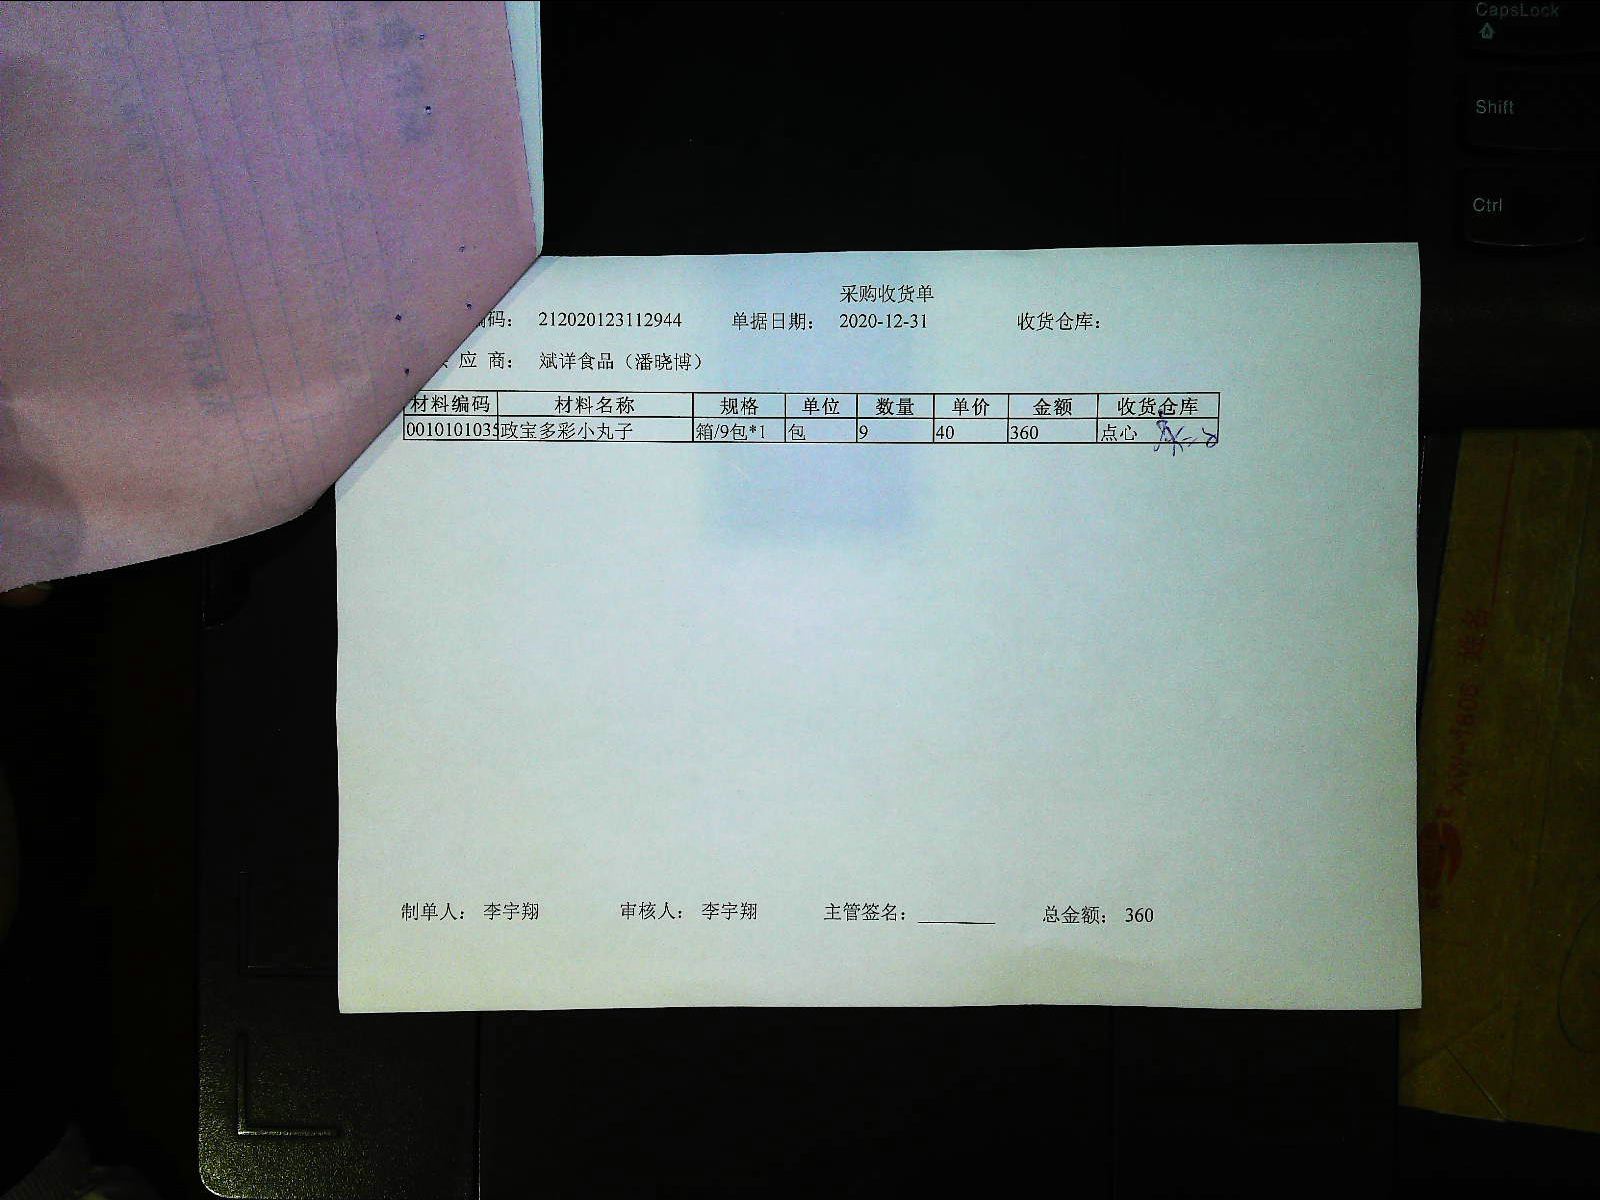 CapsLock
Shift
Ctrl
采购收货单
码： 212020123112944 单据日期： 2020-12-31 收货仓库：
应 商： 斌详食品（潘晓博）
材料编码 材料名称 规格 单位 数量 单价 金额 收货仓库
0010101035 政宝多彩小丸子 箱/9包*1 包 9 40 360 点心
制单人： 李宇翔 审核人： 李宇翔 主管签名： 总金额： 360